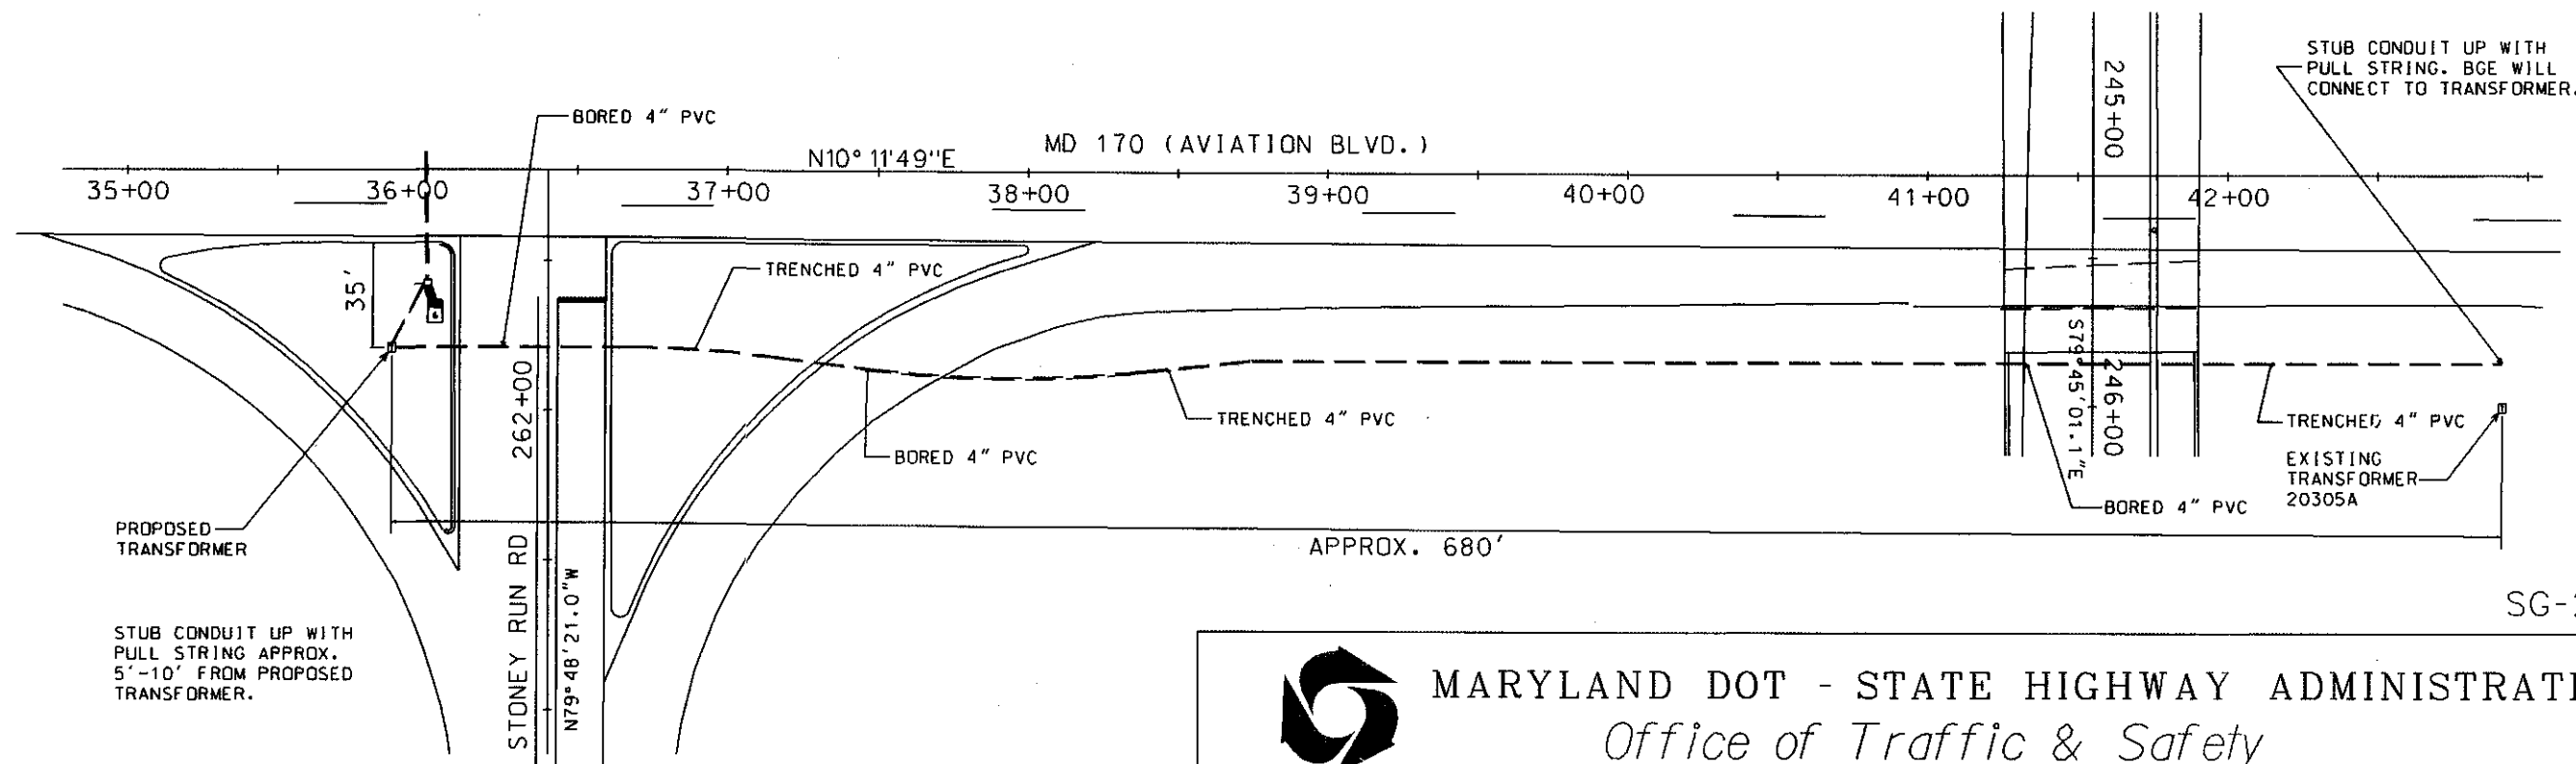 STUB CONDUIT UP WITH
PULL STRING. BGE WILL
CONNECT TO TRANSFORMER.
BORED 4" PVC
MD 170 (AVIATION BLVD.)
N10°11'49"E
245+00
35+00
36+00
37+00
38+00
39+00
40+00
41+00
42+00
TRENCHED 4" PVC
35'
262+00
S79°45'01.1"E
246+00
TRENCHED 4" PVC
TRENCHED 4" PVC
BORED 4" PVC
EXISTING
TRANSFORMER
20305A
BORED 4" PVC
PROPOSED
TRANSFORMER
APPROX. 680'
STONEY RUN RD
N79°48'21.0"W
STUB CONDUIT UP WITH
PULL STRING APPROX.
5'-10' FROM PROPOSED
TRANSFORMER.
SG-
MARYLAND DOT - STATE HIGHWAY ADMINISTRATI
Office of Traffic & Safety